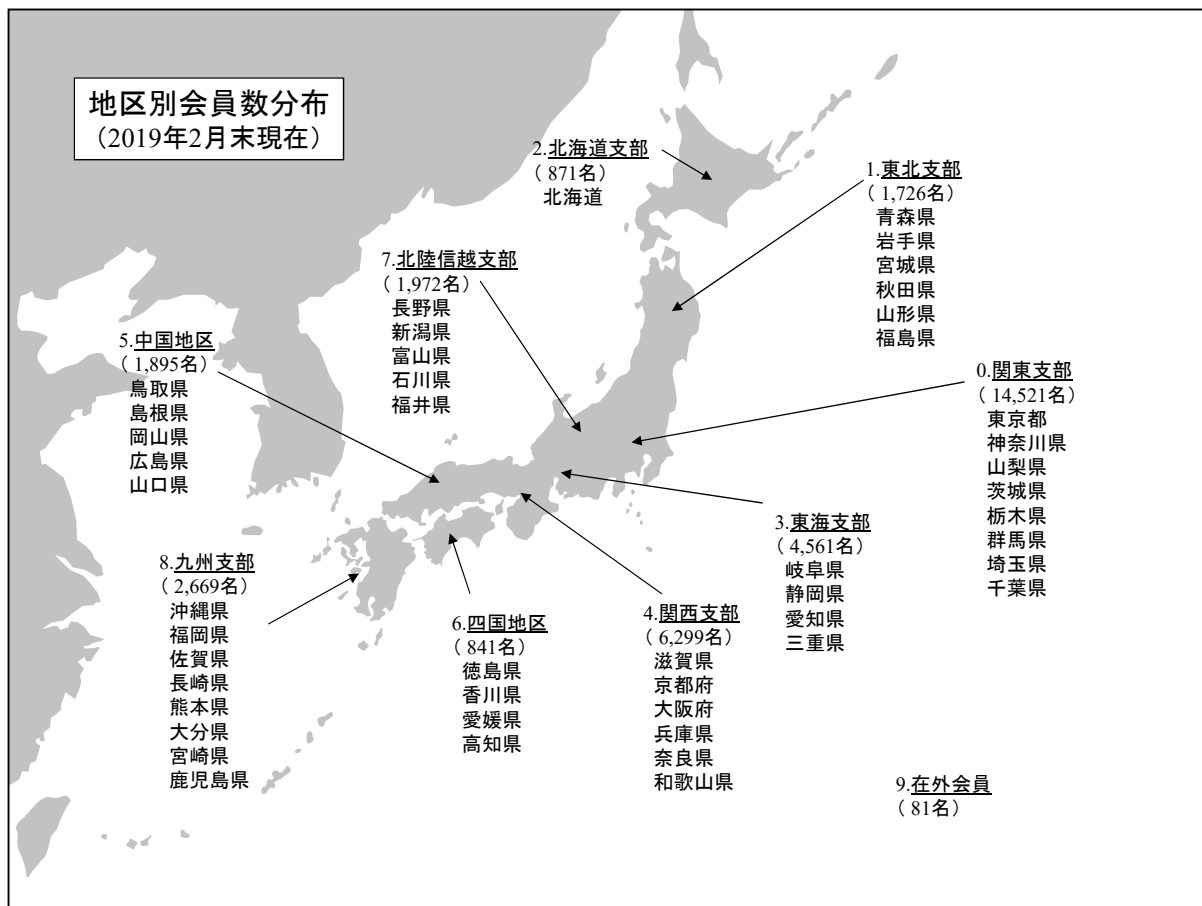 地区別会員数分布
（2019年2月末現在）
2.北海道支部
（ 871名）
北海道
1.東北支部
（ 1,726名）
青森県
岩手県
宮城県
秋田県
山形県
福島県
7.北陸信越支部
（ 1,972名）
長野県
新潟県
富山県
石川県
福井県
5.中国地区
（ 1,895名）
鳥取県
島根県
岡山県
広島県
山口県
0.関東支部
（ 14,521名）
東京都
神奈川県
山梨県
茨城県
栃木県
群馬県
埼玉県
千葉県
3.東海支部
（ 4,561名）
岐阜県
静岡県
愛知県
三重県
8.九州支部
（ 2,669名）
沖縄県
福岡県
佐賀県
長崎県
熊本県
大分県
宮崎県
鹿児島県
6.四国地区
（ 841名）
徳島県
香川県
愛媛県
高知県
4.関西支部
（ 6,299名）
滋賀県
京都府
大阪府
兵庫県
奈良県
和歌山県
9.在外会員
（ 81名）